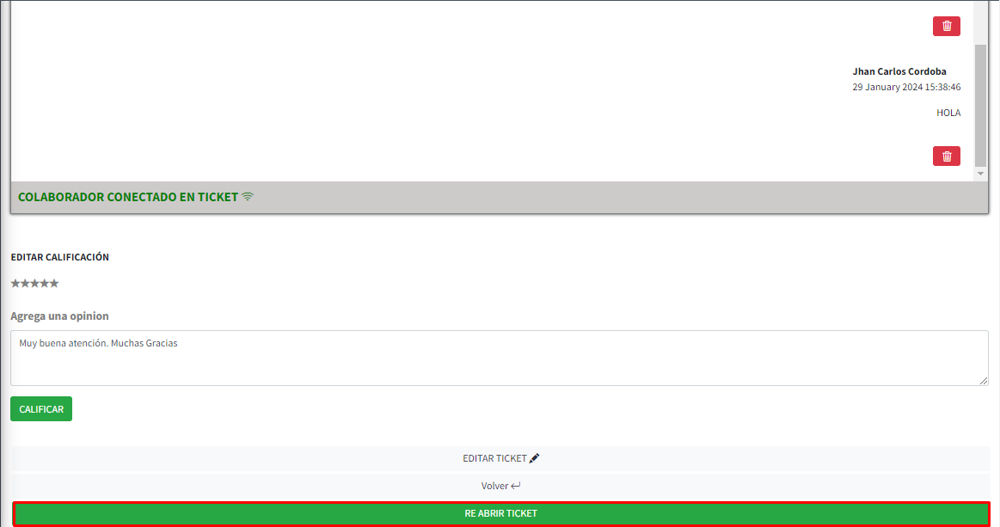 Jhan Carlos Cordoba
29 January 2024 15:38:46
HOLA
COLABORADOR CONECTADO EN TICKET
EDITAR CALIFICACIÓN
Agrega una opinion
Muy buena atención. Muchas Gracias
CALIFICAR
EDITAR TICKET
Volver
RE ABRIR TICKET